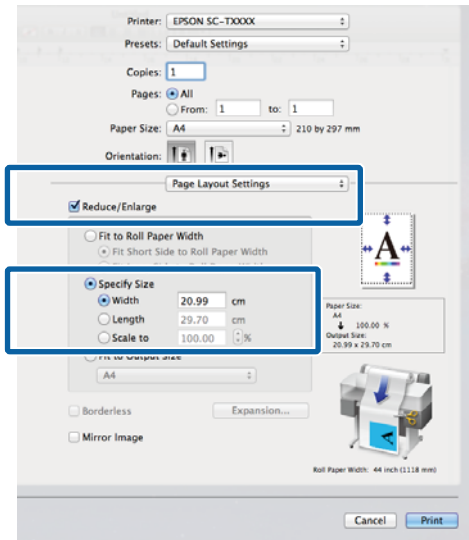 Printer: EPSON SC-TXXXX
Presets: Default Settings
Copies: 1
Pages: All
From: 1 to: 1
Paper Size: A4 210 by 297 mm
Orientation:
Page Layout Settings
Reduce/Enlarge
Fit to Roll Paper Width
Fit Short Side to Roll Paper Width
Specify Size
Width 20.99 cm
Length 29.70 cm
Scale to 100.00 %
Fit to Output Size
A4
Borderless Expansion...
Mirror Image
A
Paper Size:
A4
100.00 %
Output Size:
20.99 x 29.70 cm
A
Roll Paper Width: 44 inch (1118 mm)
Cancel Print